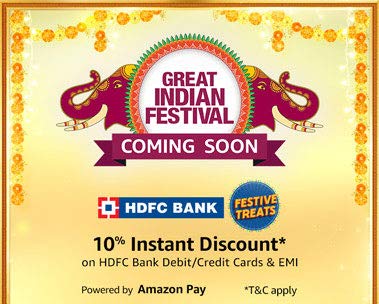 GREAT
INDIAN
FESTIVAL
COMING SOON
HDFC BANK
FESTIVE
TREATS
10% Instant Discount*
on HDFC Bank Debit/Credit Cards & EMI
Powered by Amazon Pay *T&C apply